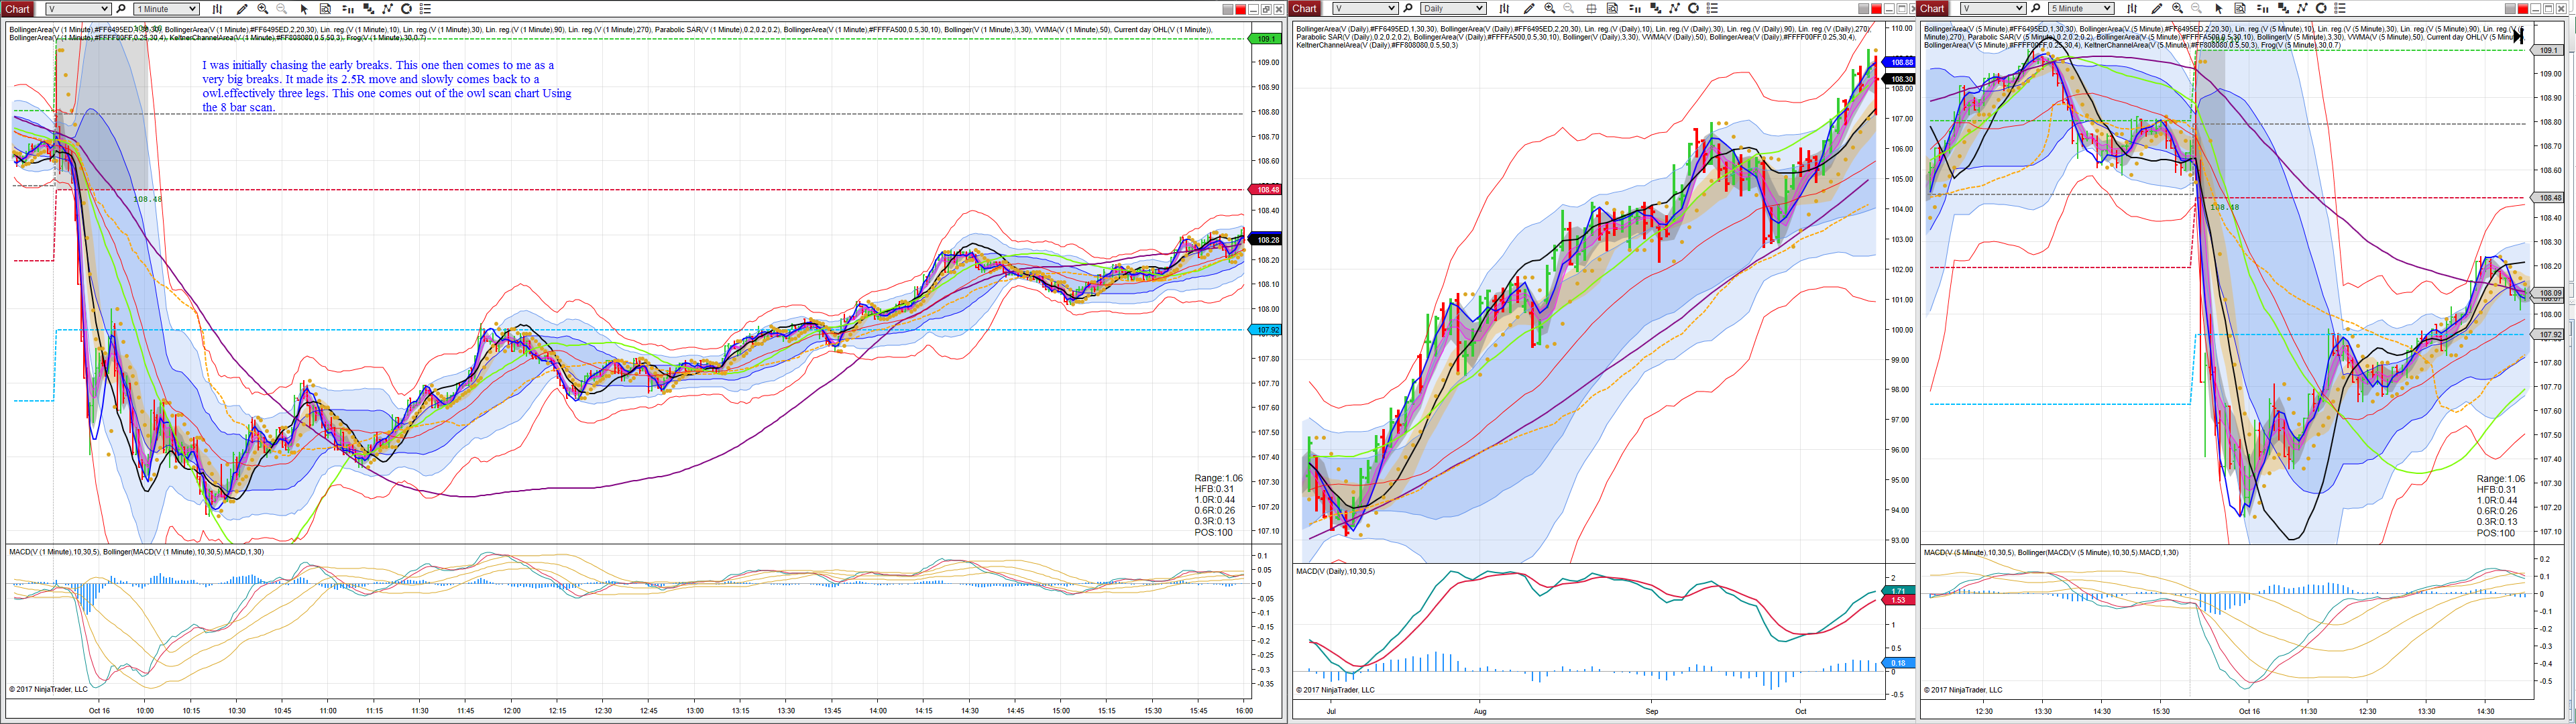 Chart
V
1 Minute
BollingerArea(V (1 Minute),#FF6495ED,1,30,30), BollingerArea(V (1 Minute),#FF6495ED,2,20,30), Lin. reg.(V (1 Minute),10), Lin. reg.(V (1 Minute),30), Lin. reg.(V (1 Minute),90), Lin. reg.(V (1 Minute),270), Parabolic SAR(V (1 Minute),0.2,0.2,0.2), BollingerArea(V (1 Minute),#FFFFA500,0.5,30,10), Bollinger(V (1 Minute),3,30), VWMA(V (1 Minute),50), Current day OHL(V (1 Minute)),
BollingerArea(V (1 Minute),#FFFF00FF,0.25,30,4), KeltnerChannelArea(V (1 Minute),#FF808080,0.5,50,3), Frog(V (1 Minute),30,0.7)
I was initially chasing the early breaks. This one then comes to me as a
very big breaks. It made its 2.5R move and slowly comes back to a
owl.effectively three legs. This one comes out of the owl scan chart Using
the 8 bar scan.
108.48
109.1
109.00
108.90
108.80
108.70
108.60
108.48
108.40
108.28
108.20
108.10
108.00
107.92
107.80
107.70
107.60
107.50
107.40
107.30
107.20
107.10
Range:1.06
HFB:0.31
1.0R:0.44
0.6R:0.26
0.3R:0.13
POS:100
MACD(V (1 Minute),10,30,5), Bollinger(MACD(V (1 Minute),10,30,5).MACD,1,30)
0.1
0.05
0
-0.05
-0.1
-0.15
-0.2
-0.25
-0.3
-0.35
© 2017 NinjaTrader, LLC
Oct 16 10:00 10:15 10:30 10:45 11:00 11:15 11:30 11:45 12:00 12:15 12:30 12:45 13:00 13:15 13:30 13:45 14:00 14:15 14:30 14:45 15:00 15:15 15:30 15:45 16:00
Chart
V
Daily
BollingerArea(V (Daily),#FF6495ED,1,30,30), BollingerArea(V (Daily),#FF6495ED,2,20,30), Lin. reg.(V (Daily),10), Lin. reg.(V (Daily),30), Lin. reg.(V (Daily),90), Lin. reg.(V (Daily),270),
Parabolic SAR(V (Daily),0.2,0.2,0.2), BollingerArea(V (Daily),#FFFFA500,0.5,30,10), Bollinger(V (Daily),3,30), VWMA(V (Daily),50), BollingerArea(V (Daily),#FFFF00FF,0.25,30,4),
KeltnerChannelArea(V (Daily),#FF808080,0.5,50,3)
110.00
108.88
108.30
108.00
107.00
106.00
105.00
104.00
103.00
102.00
101.00
100.00
99.00
98.00
97.00
96.00
95.00
94.00
93.00
MACD(V (Daily),10,30,5)
2
1.71
1.53
1
0.5
0.18
0
-0.5
© 2017 NinjaTrader, LLC
Jul Aug Sep Oct
Chart
V
5 Minute
BollingerArea(V (5 Minute),#FF6495ED,1,30,30), BollingerArea(V (5 Minute),#FF6495ED,2,20,30), Lin. reg.(V (5 Minute),10), Lin. reg.(V (5 Minute),30), Lin. reg.(V (5 Minute),90), Lin. reg.(V (5
Minute),270), Parabolic SAR(V (5 Minute),0.2,0.2,0.2), BollingerArea(V (5 Minute),#FFFFA500,0.5,30,10), Bollinger(V (5 Minute),3,30), VWMA(V (5 Minute),50), Current day OHL(V (5 Minute)),
BollingerArea(V (5 Minute),#FFFF00FF,0.25,30,4), KeltnerChannelArea(V (5 Minute),#FF808080,0.5,50,3), Frog(V (5 Minute),30,0.7)
108.48
109.1
109.00
108.90
108.80
108.70
108.60
108.48
108.40
108.30
108.20
108.09
108.00
107.92
107.80
107.70
107.60
107.50
107.40
107.30
107.20
107.10
Range:1.06
HFB:0.31
1.0R:0.44
0.6R:0.26
0.3R:0.13
POS:100
MACD(V (5 Minute),10,30,5), Bollinger(MACD(V (5 Minute),10,30,5).MACD,1,30)
0.2
0.1
0
-0.1
-0.2
-0.3
-0.4
-0.5
© 2017 NinjaTrader, LLC
12:30 13:30 14:30 15:30 Oct 16 11:30 12:30 13:30 14:30